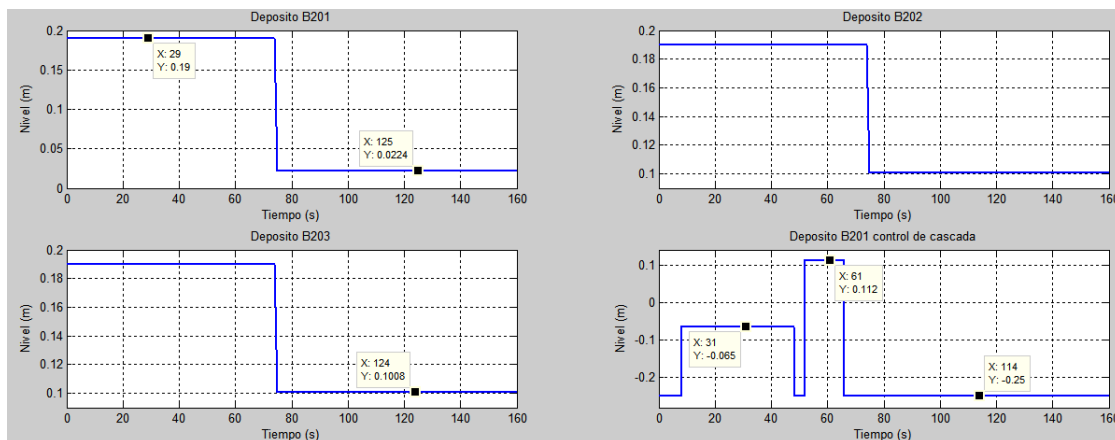 Deposito B201
0.2
0.15
0.1
0.05
0
Nivel (m)
X: 29
Y: 0.19
X: 125
Y: 0.0224
0 20 40 60 80 100 120 140 160
Tiempo (s)
Deposito B202
0.2
0.18
0.16
0.14
0.12
0.1
Nivel (m)
0 20 40 60 80 100 120 140 160
Tiempo (s)
Deposito B203
0.2
0.18
0.16
0.14
0.12
0.1
Nivel (m)
X: 124
Y: 0.1008
0 20 40 60 80 100 120 140 160
Tiempo (s)
Deposito B201 control de cascada
0.1
0
-0.1
-0.2
Nivel (m)
X: 61
Y: 0.112
X: 31
Y: -0.065
X: 114
Y: -0.25
0 20 40 60 80 100 120 140 160
Tiempo (s)